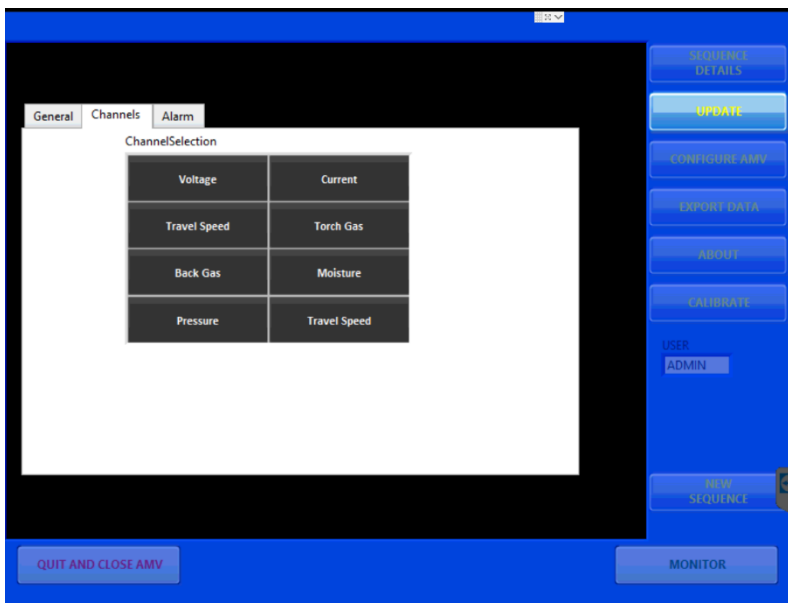 SEQUENCE
DETAILS
General
Channels
Alarm
UPDATE
ChannelSelection
Voltage
Current
CONFIGURE AMV
Travel Speed
Torch Gas
EXPORT DATA
Back Gas
Moisture
ABOUT
Pressure
Travel Speed
CALIBRATE
USER
ADMIN
NEW
SEQUENCE
QUIT AND CLOSE AMV
MONITOR